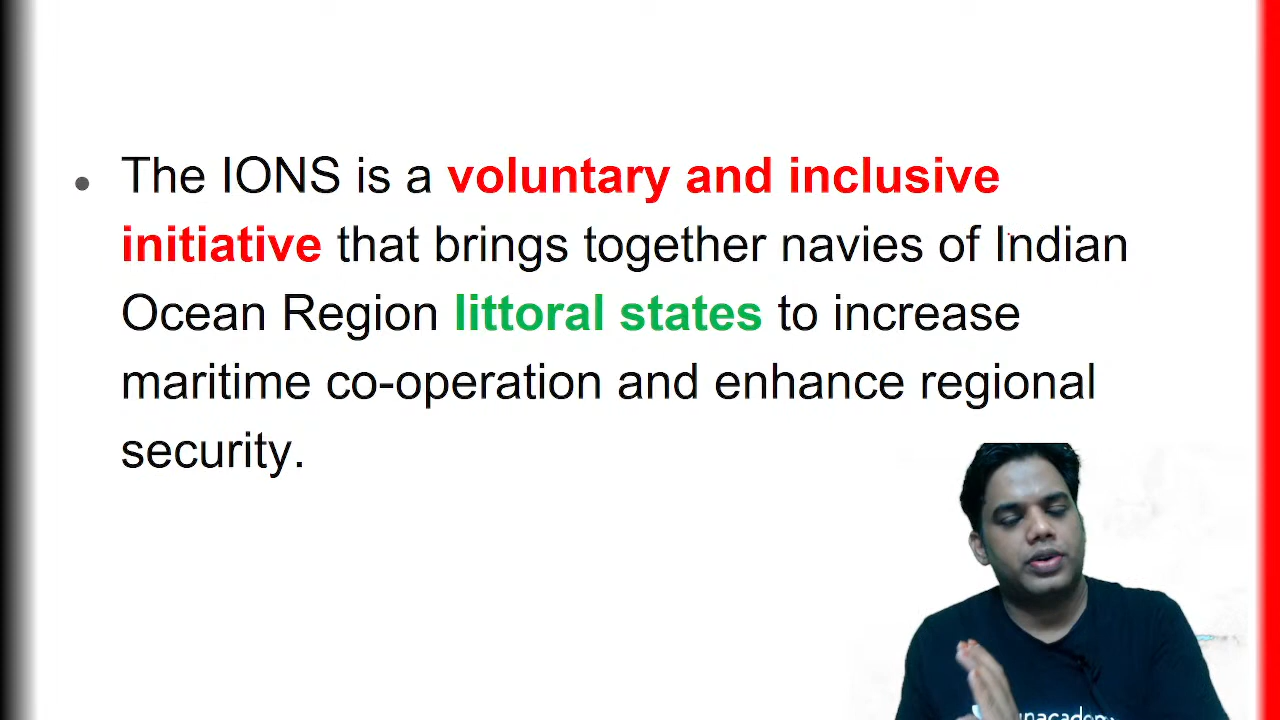 The IONS is a voluntary and inclusive
initiative that brings together navies of Indian
Ocean Region littoral states to increase
maritime co-operation and enhance regional
security.
unacademy